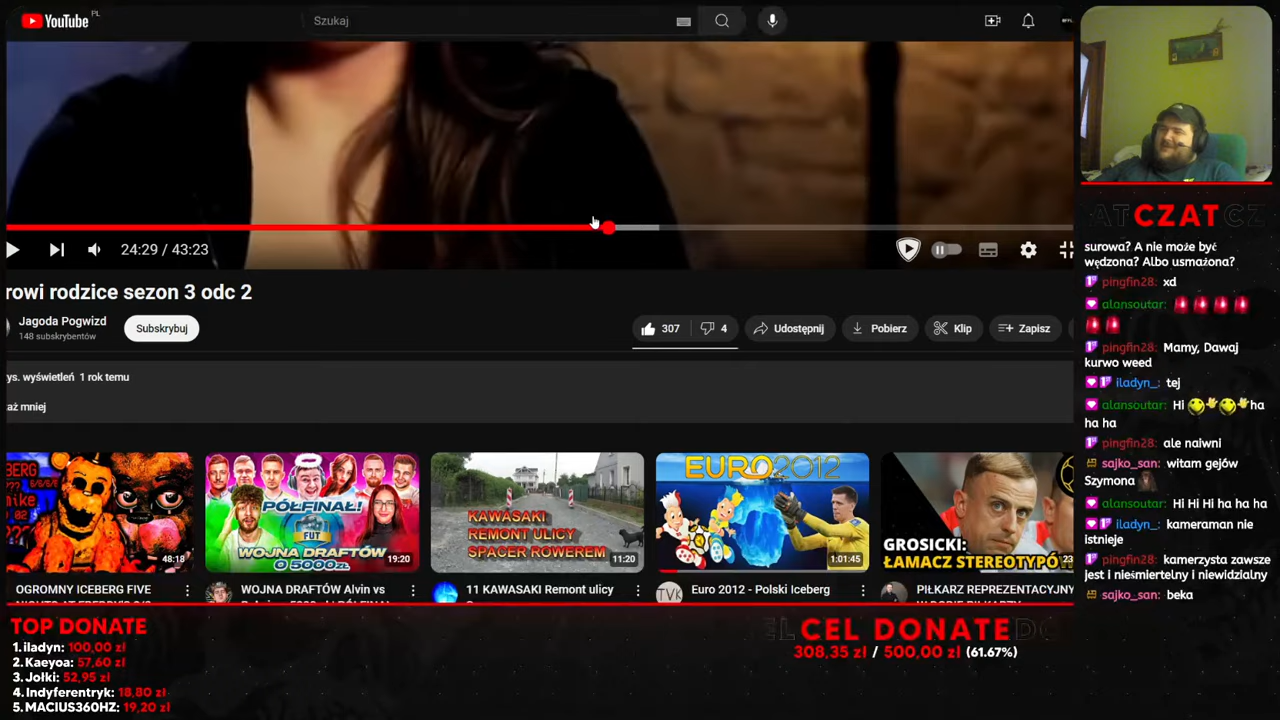 YouTube PL
Szukaj
24:29 / 43:23
rowi rodzice sezon 3 odc 2
Jagoda Pogwizd
148 subskrybentów
Subskrybuj
307
4
Udostępnij
Pobierz
Klip
Zapisz
ys. wyświetleń 1 rok temu
aż mniej
BERG
48:18
PÓŁFINAŁ!
FUT
WOJNA DRAFTÓW
O 5000zł
19:20
KAWASAKI
REMONT ULICY
SPACER ROWEREM
11:20
EURO2012
1:01:45
GROSICKI:
ŁAMACZ STEREOTYPÓ
23
OGROMNY ICEBERG FIVE
WOJNA DRAFTÓW Alvin vs
11 KAWASAKI Remont ulicy
TVK
Euro 2012 - Polski Iceberg
PIŁKARZ REPREZENTACYJNY
TOP DONATE
1. iladyn: 100,00 zł
2. Kaeyoa: 57,60 zł
3. Jołki: 52,95 zł
4. Indyferentryk: 18,80 zł
5. MACIUS360HZ: 19,20 zł
CEL DONATE
308,35 zł / 500,00 zł (61.67%)
CZAT
surowa? A nie może być
wędzona? Albo usmażona?
pingfin28: xd
alansoutar:
pingfin28: Mamy, Dawaj
kurwo weed
iladyn_: tej
alansoutar: Hi ha
ha ha
pingfin28: ale naiwni
sajko_san: witam gejów
Szymona
alansoutar: Hi Hi Hi ha ha ha
iladyn_: kameraman nie
istnieje
pingfin28: kamerzysta zawsze
jest i nieśmiertelny i niewidzialny
sajko_san: beka